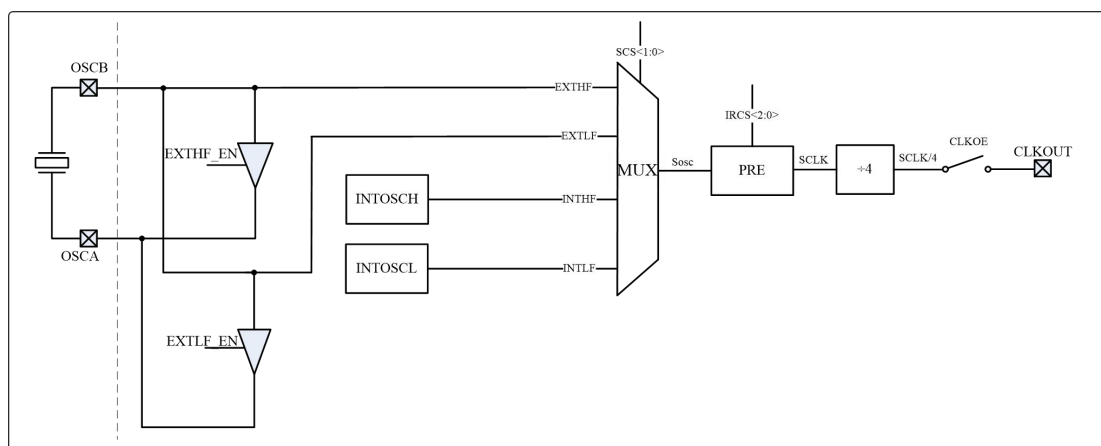 SCS<1:0>
OSCB
EXTHF
IRCS<2:0>
EXTLF
EXTHF_EN
CLKOE
CLKOUT
MUX
Sosc
PRE
SCLK
÷4
SCLK/4
INTOSCH
INTHF
OSCA
INTOSCL
INTLF
EXTLF_EN